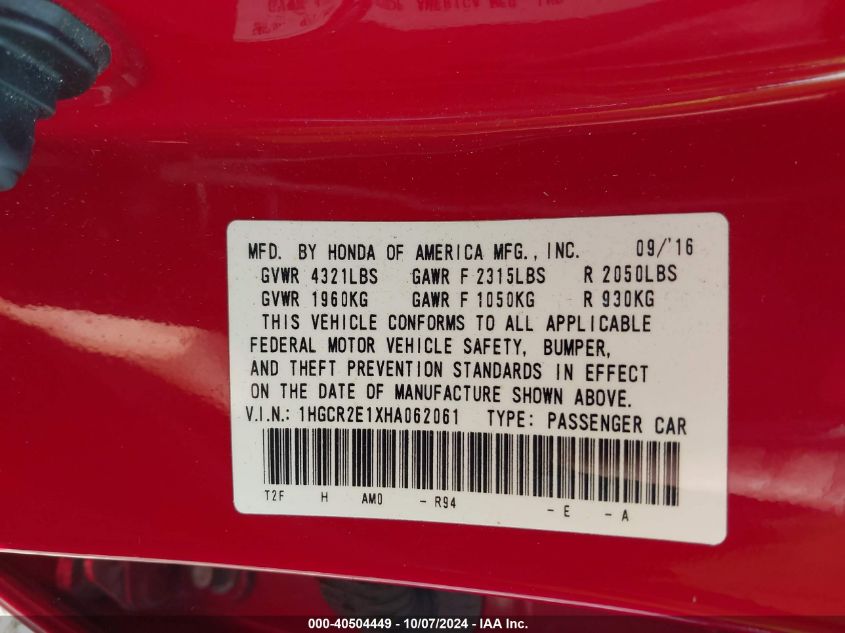 MFD. BY HONDA OF AMERICA MFG., INC. 09/'16
GVWR 4321LBS GAWR F 2315LBS R 2050LBS
GVWR 1960KG GAWR F 1050KG R 930KG
THIS VEHICLE CONFORMS TO ALL APPLICABLE
FEDERAL MOTOR VEHICLE SAFETY, BUMPER,
AND THEFT PREVENTION STANDARDS IN EFFECT
ON THE DATE OF MANUFACTURE SHOWN ABOVE.
V.I.N.: 1HGCR2E1XHA062061 TYPE: PASSENGER CAR
T2F H AM0 - R94 - E - A
000-40504449 - 10/07/2024 - IAA Inc.